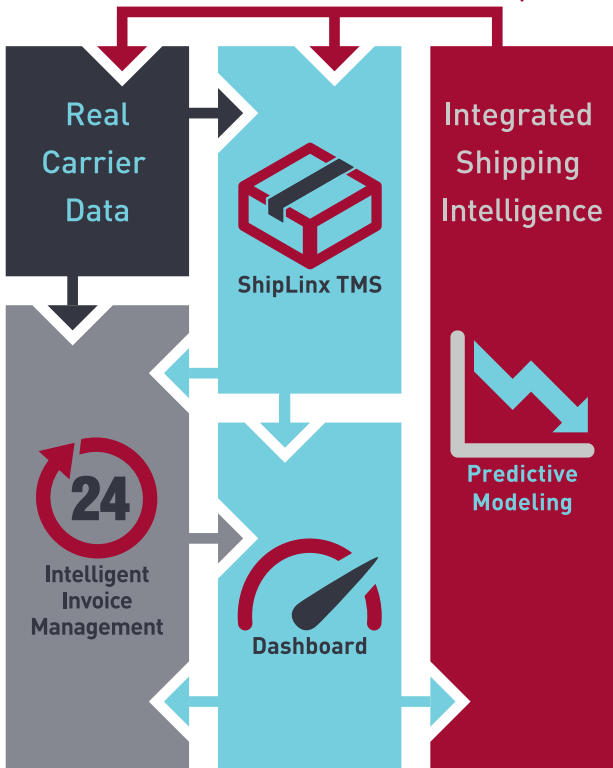 Real
Carrier
Data
ShipLinx TMS
Integrated
Shipping
Intelligence
Predictive
Modeling
24
Intelligent
Invoice
Management
Dashboard